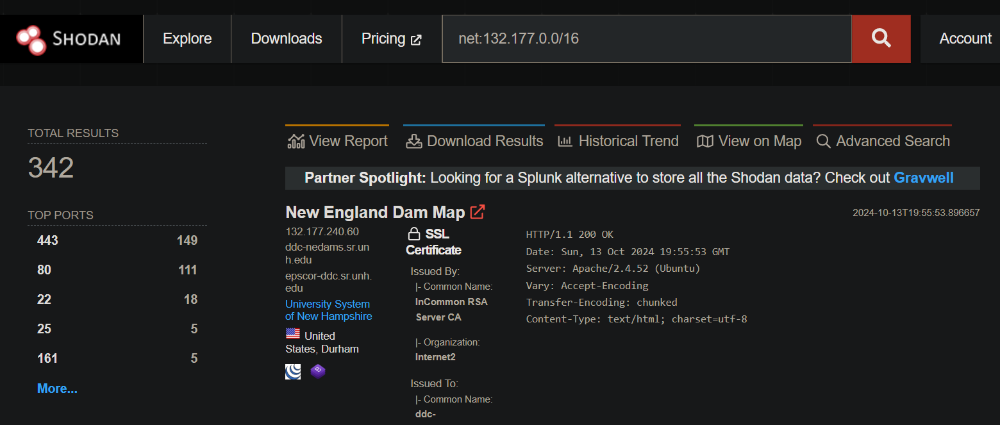 SHODAN
Explore
Downloads
Pricing
net:132.177.0.0/16
Account
TOTAL RESULTS
342
TOP PORTS
443 149
80 111
22 18
25 5
161 5
More...
View Report
Download Results
Historical Trend
View on Map
Advanced Search
Partner Spotlight: Looking for a Splunk alternative to store all the Shodan data? Check out Gravwell
New England Dam Map
2024-10-13T19:55:53.896657
132.177.240.60
ddc-nedams.sr.un
h.edu
epscor-ddc.sr.unh.
edu
University System
of New Hampshire
United
States, Durham
B
SSL
Certificate
Issued By:
|- Common Name:
InCommon RSA
Server CA
|- Organization:
Internet2
Issued To:
|- Common Name:
ddc-
HTTP/1.1 200 OK
Date: Sun, 13 Oct 2024 19:55:53 GMT
Server: Apache/2.4.52 (Ubuntu)
Vary: Accept-Encoding
Transfer-Encoding: chunked
Content-Type: text/html; charset=utf-8